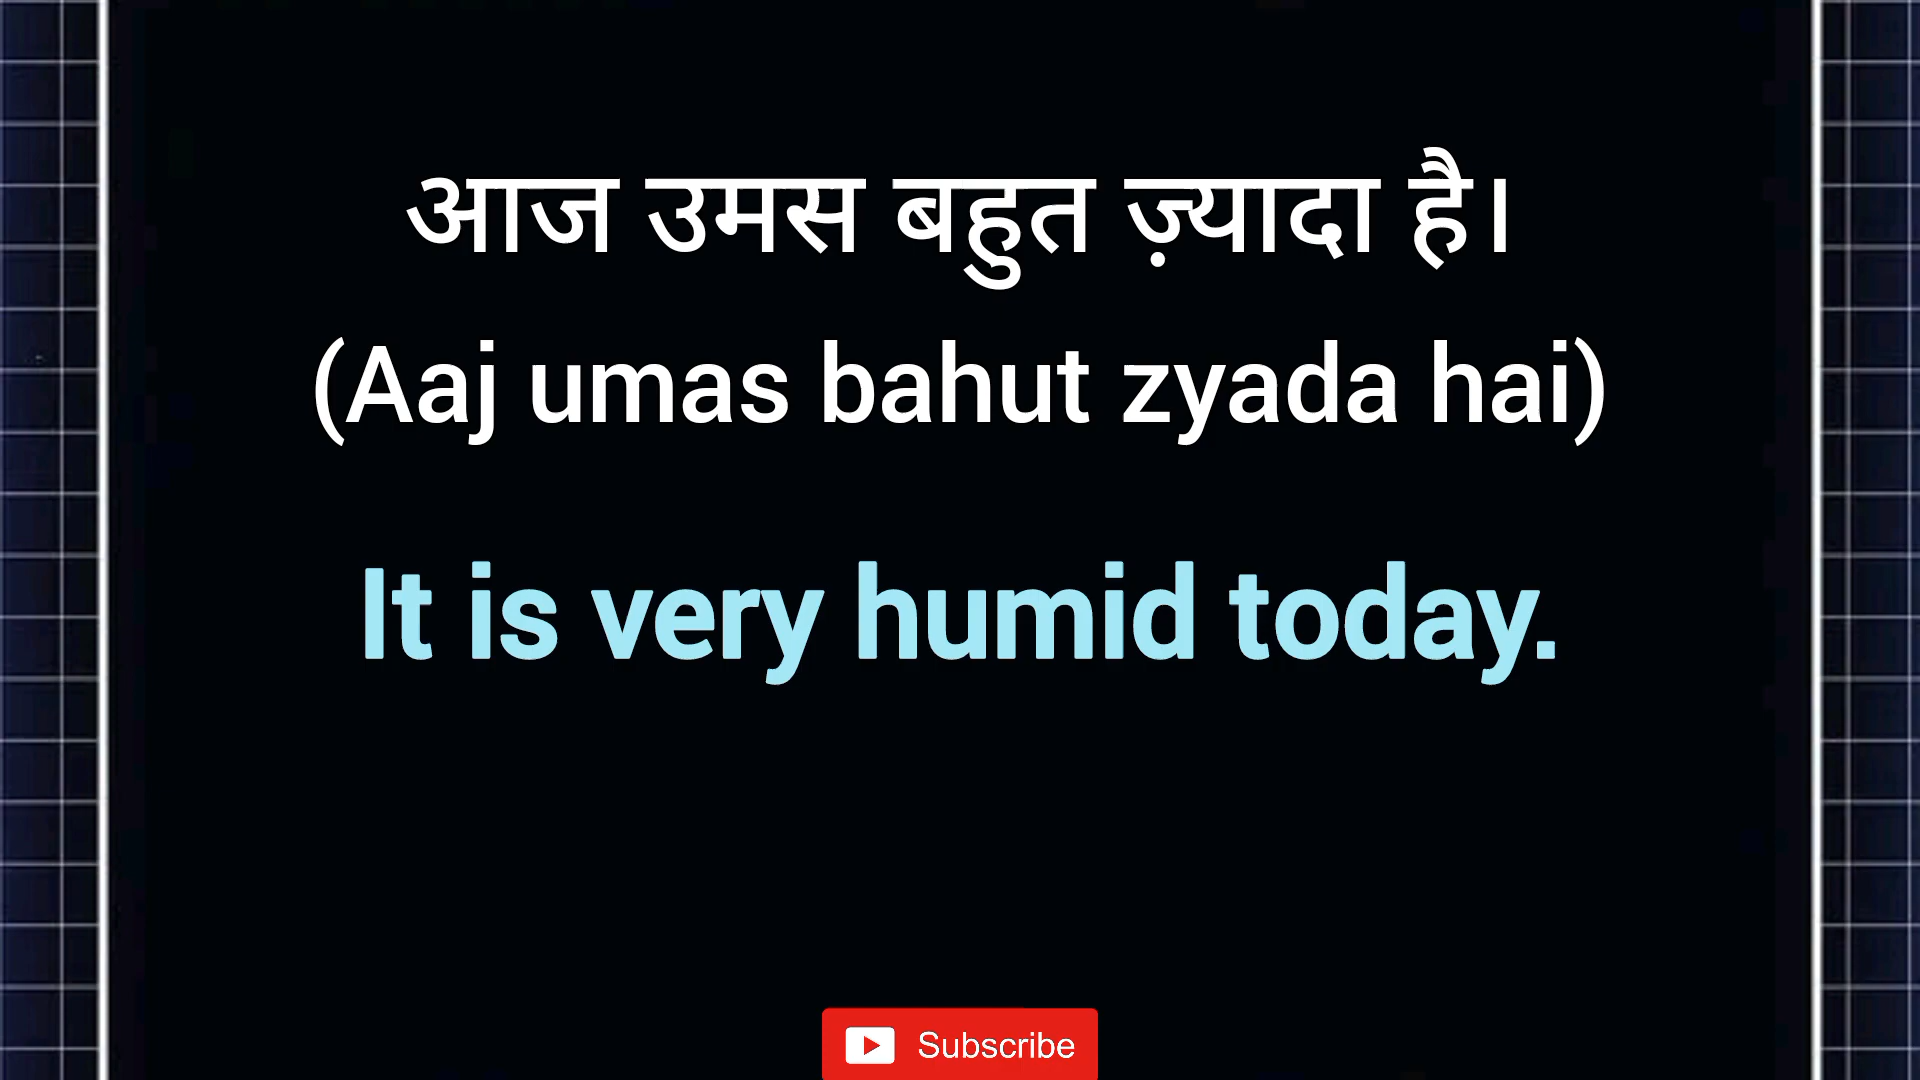 आज उमस बहुत ज़्यादा है।
(Aaj umas bahut zyada hai)
It is very humid today.
Subscribe